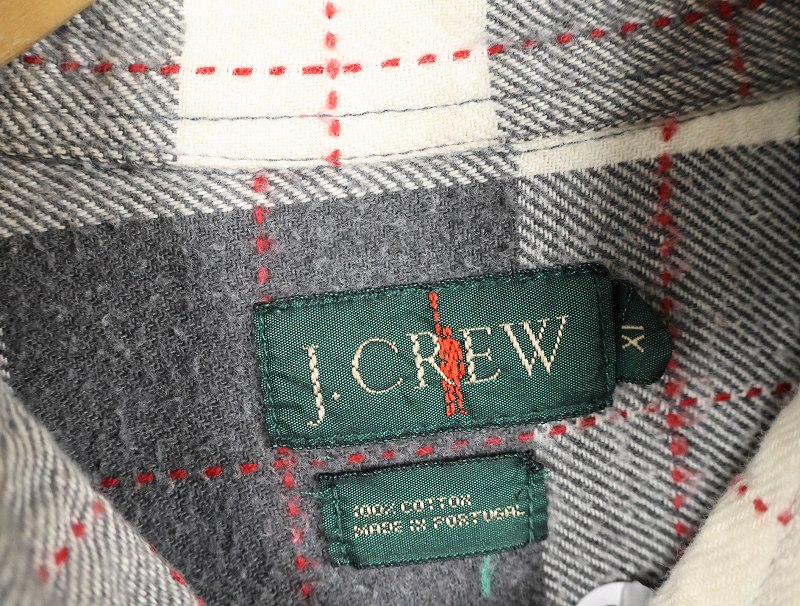 J.CREW
XL
100% COTTON
MADE IN PORTUGAL